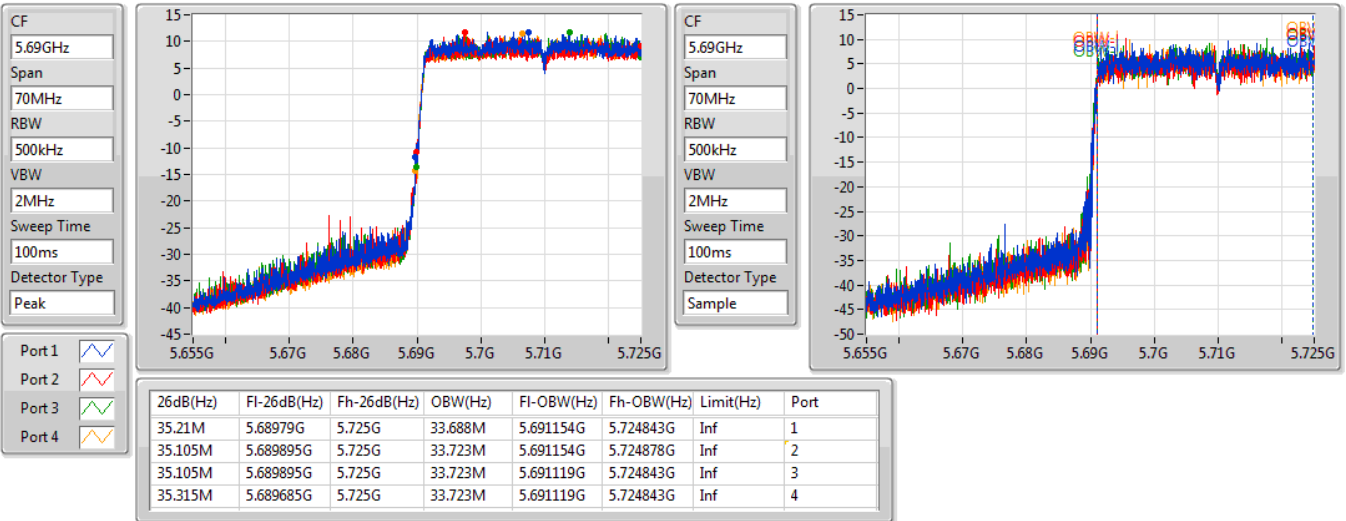 CF
5.69GHz
Span
70MHz
RBW
500kHz
VBW
2MHz
Sweep Time
100ms
Detector Type
Peak
15
10
5
0
-5
-10
-15
-20
-25
-30
-35
-40
-45
5.655G 5.67G 5.68G 5.69G 5.7G 5.71G 5.725G
CF
5.69GHz
Span
70MHz
RBW
500kHz
VBW
2MHz
Sweep Time
100ms
Detector Type
Sample
15
10
5
0
-5
-10
-15
-20
-25
-30
-35
-40
-45
-50
5.655G 5.67G 5.68G 5.69G 5.7G 5.71G 5.725G
Port 1
Port 2
Port 3
Port 4
26dB(Hz) Fl-26dB(Hz) Fh-26dB(Hz) OBW(Hz) Fl-OBW(Hz) Fh-OBW(Hz) Limit(Hz) Port
35.21M 5.68979G 5.725G 33.688M 5.691154G 5.724843G Inf 1
35.105M 5.689895G 5.725G 33.723M 5.691154G 5.724878G Inf 2
35.105M 5.689895G 5.725G 33.723M 5.691119G 5.724843G Inf 3
35.315M 5.689685G 5.725G 33.723M 5.691119G 5.724843G Inf 4